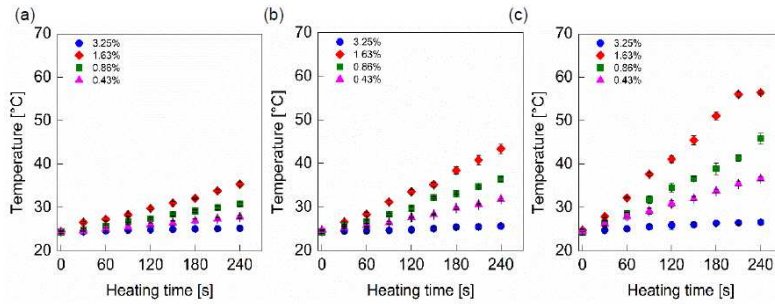 (a)
70
60
50
40
30
20
Temperature [°C]
3.25%
1.63%
0.86%
0.43%
0 60 120 180 240
Heating time [s]
(b)
70
60
50
40
30
20
Temperature [°C]
3.25%
1.63%
0.86%
0.43%
0 60 120 180 240
Heating time [s]
(c)
70
60
50
40
30
20
Temperature [°C]
3.25%
1.63%
0.86%
0.43%
0 60 120 180 240
Heating time [s]